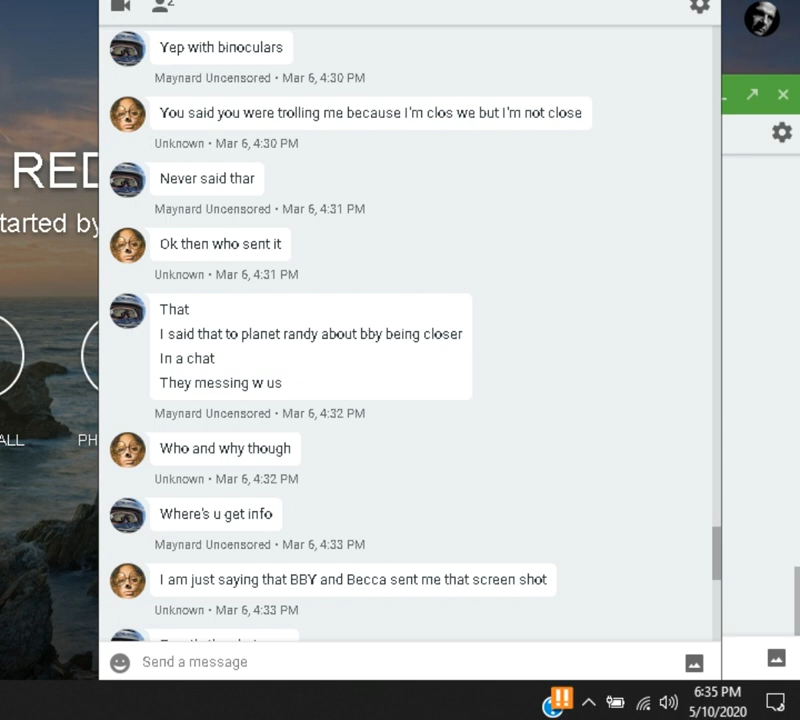 2
Yep with binoculars
Maynard Uncensored • Mar 6, 4:30 PM
You said you were trolling me because I'm clos we but I'm not close
Unknown • Mar 6, 4:30 PM
Never said thar
Maynard Uncensored • Mar 6, 4:31 PM
RED
tarted by
Ok then who sent it
Unknown • Mar 6, 4:31 PM
That
I said that to planet randy about bby being closer
In a chat
They messing w us
Maynard Uncensored • Mar 6, 4:32 PM
ALL
PH
Who and why though
Unknown • Mar 6, 4:32 PM
Where's u get info
Maynard Uncensored • Mar 6, 4:33 PM
I am just saying that BBY and Becca sent me that screen shot
Unknown • Mar 6, 4:33 PM
Send a message
6:35 PM
5/10/2020